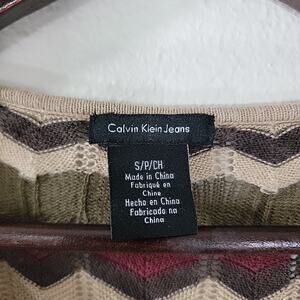 Calvin Klein Jeans
S/P/CH
Made in China
Fabriqué en
Chine
Hecho en China
Fabricado na
China